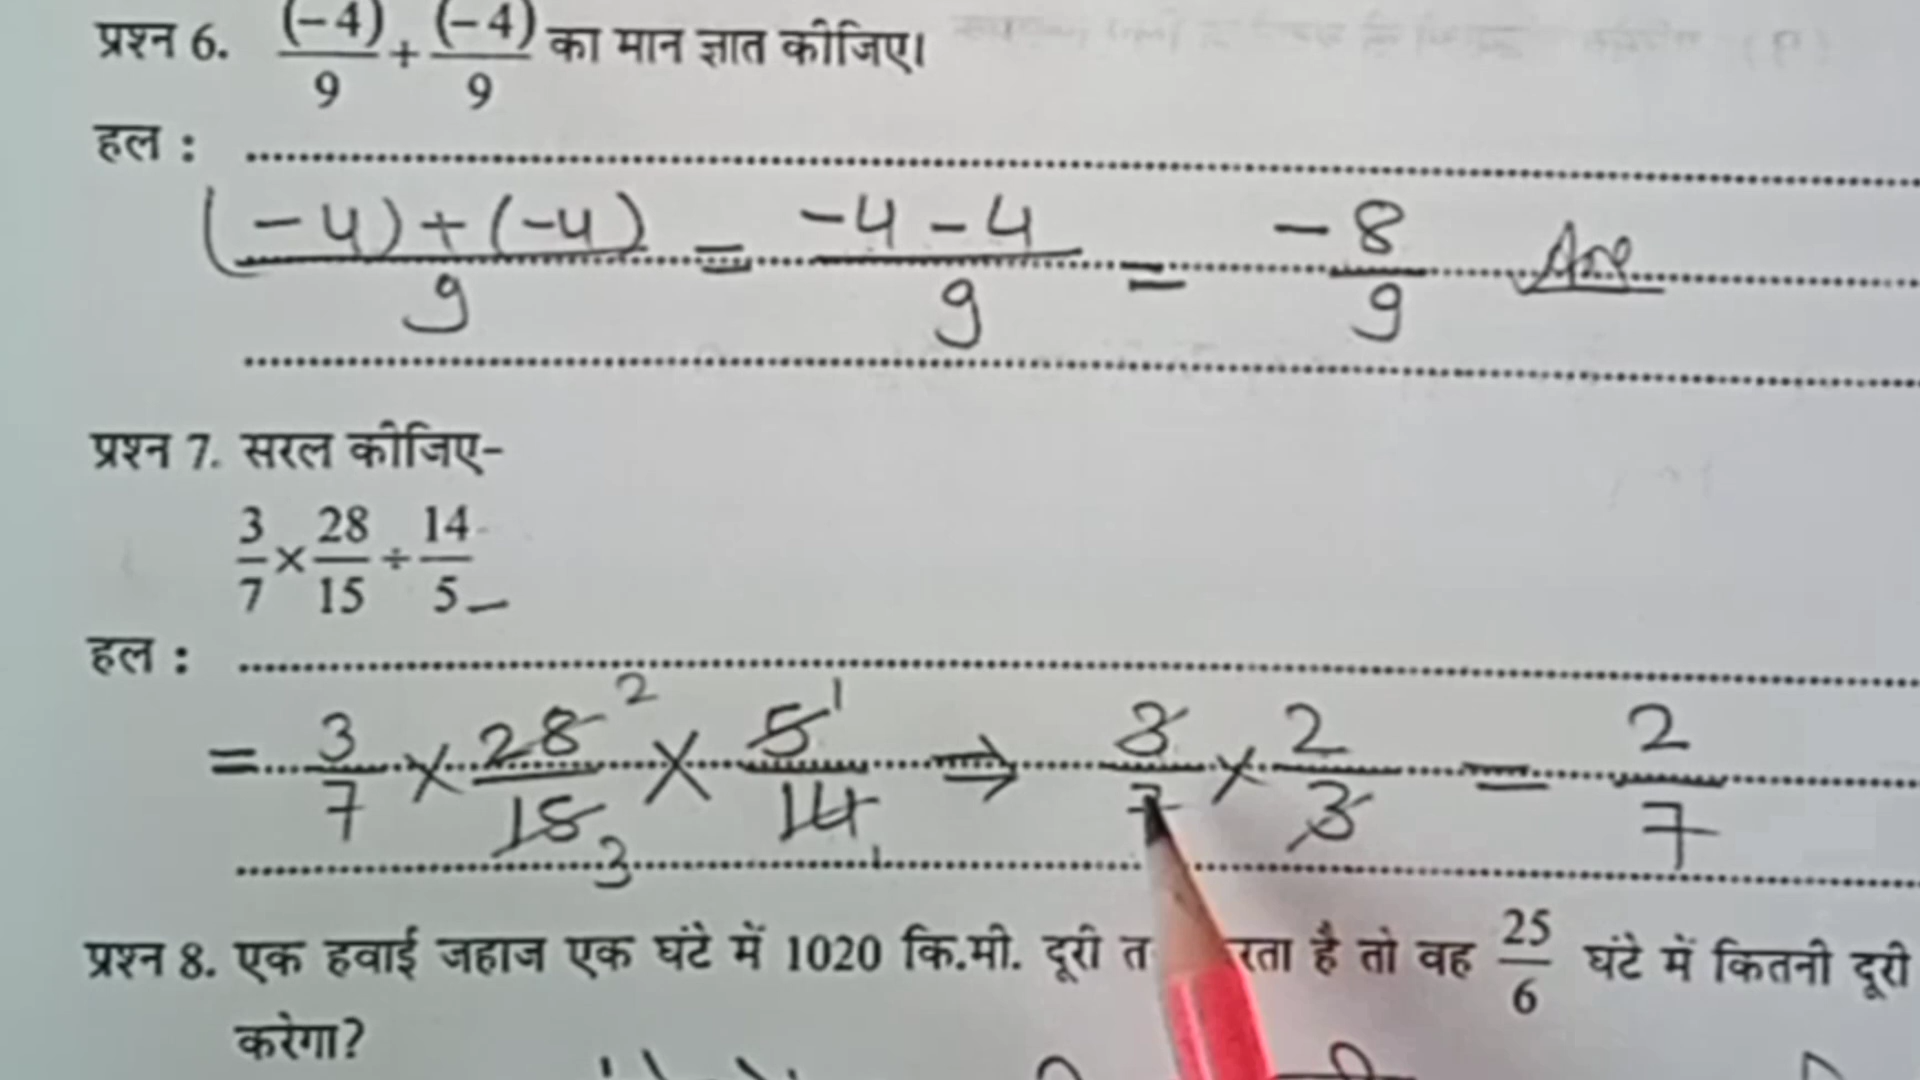 प्रश्न 6. (-4)/9 + (-4)/9 का मान ज्ञात कीजिए।
हल :
(-4)+(-4)/9 = -4-4/9 = -8/9 Ans
प्रश्न 7. सरल कीजिए-
3/7 × 28/15 ÷ 14/5
हल :
= 3/7 × 28/15 × 5/14 ⇒ 3/7 × 2/3 = 2/7
प्रश्न 8. एक हवाई जहाज एक घंटे में 1020 कि.मी. दूरी त रता है तो वह 25/6 घंटे में कितनी दूरी
करेगा?